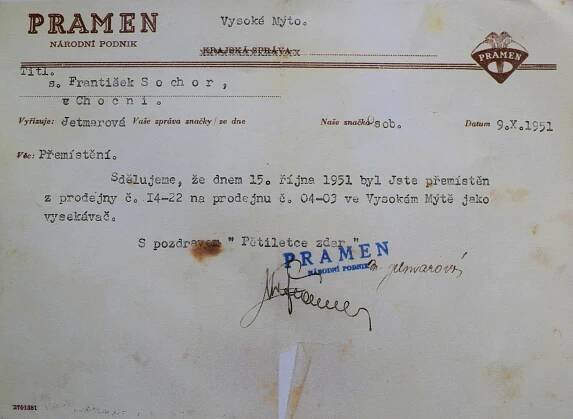 PRAMEN
NÁRODNÍ PODNIK
Vysoké Mýto.
KRAJSKÁ SPRÁVA
PRAMEN
Titl.
s. František Sochor,
v Chocni.
Vyřizuje: Jetmarová Vaše zpráva značky/ze dne Naše značka sob. Datum 9.X.1951
Věc: Přemístění.
Sdělujeme, že dnem 15. října 1951 byl Jste přemístěn
z prodejny č. 14-22 na prodejnu č. 04-03 ve Vysokém Mýtě jako
vysekávač.
S pozdravem " Pětiletce zdar "
PRAMEN
NÁRODNÍ PODNIK
Jetmarová
2701351